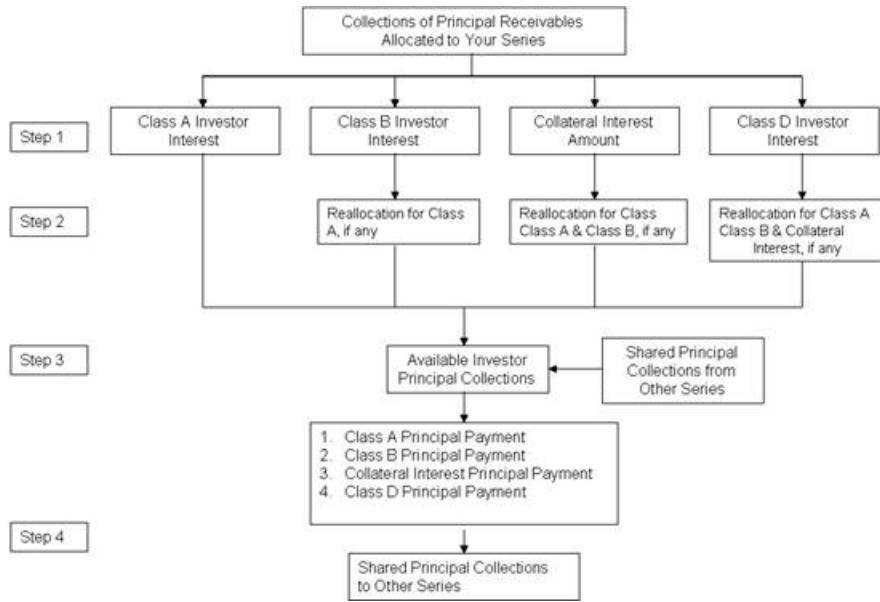 Collections of Principal Receivables
Allocated to Your Series
Step 1
Class A Investor
Interest
Class B Investor
Interest
Collateral Interest
Amount
Class D Investor
Interest
Step 2
Reallocation for Class
A, if any
Reallocation for Class
Class A & Class B, if any
Reallocation for Class A
Class B & Collateral
Interest, if any
Step 3
Available Investor
Principal Collections
Shared Principal
Collections from
Other Series
1. Class A Principal Payment
2. Class B Principal Payment
3. Collateral Interest Principal Payment
4. Class D Principal Payment
Step 4
Shared Principal Collections
to Other Series